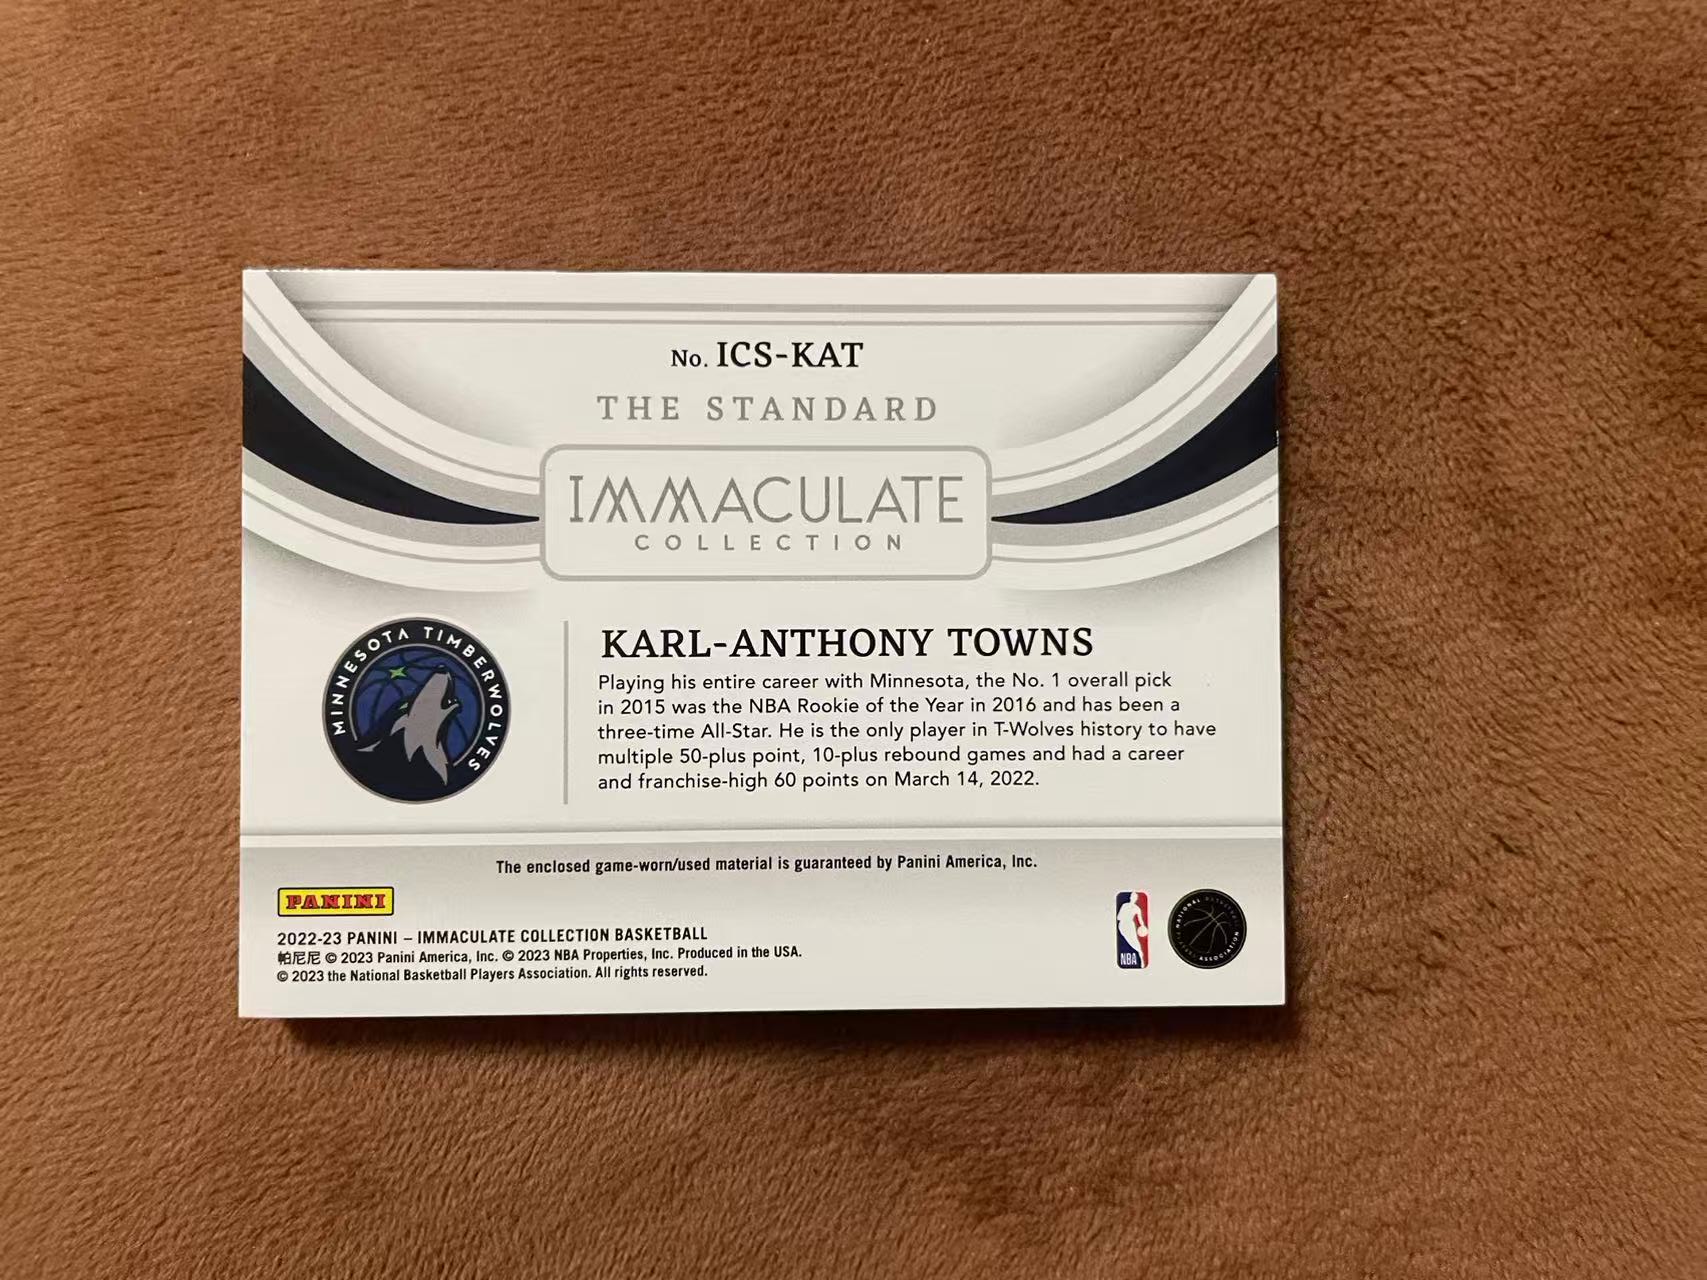 No. ICS-KAT
THE STANDARD
IMMACULATE
COLLECTION
MINNESOTA TIMBERWOLVES
KARL-ANTHONY TOWNS
Playing his entire career with Minnesota, the No. 1 overall pick
in 2015 was the NBA Rookie of the Year in 2016 and has been a
three-time All-Star. He is the only player in T-Wolves history to have
multiple 50-plus point, 10-plus rebound games and had a career
and franchise-high 60 points on March 14, 2022.
The enclosed game-worn/used material is guaranteed by Panini America, Inc.
PANINI
2022-23 PANINI – IMMACULATE COLLECTION BASKETBALL
帕尼尼 © 2023 Panini America, Inc. © 2023 NBA Properties, Inc. Produced in the USA.
© 2023 the National Basketball Players Association. All rights reserved.
NBA
NATIONAL BASKETBALL PLAYERS ASSOCIATION